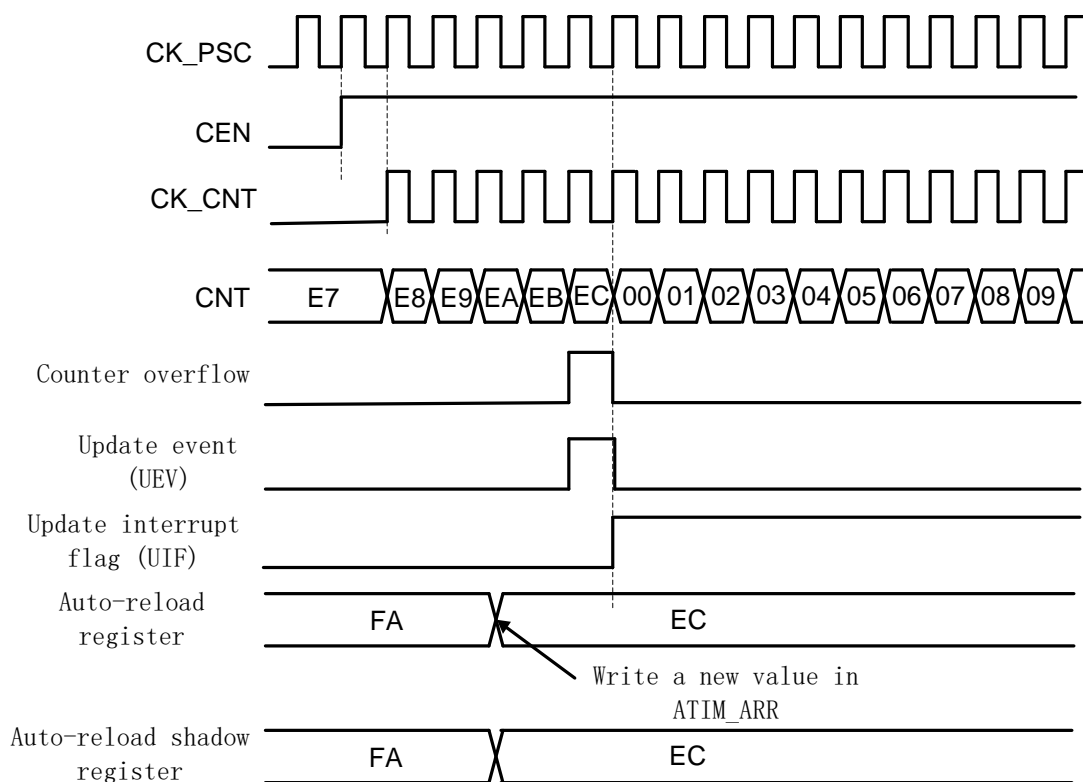 CK_PSC
CEN
CK_CNT
CNT E7 E8 E9 EA EB EC 00 01 02 03 04 05 06 07 08 09
Counter overflow
Update event
(UEV)
Update interrupt
flag (UIF)
Auto-reload
register
FA EC
Write a new value in
ATIM_ARR
Auto-reload shadow
register
FA EC